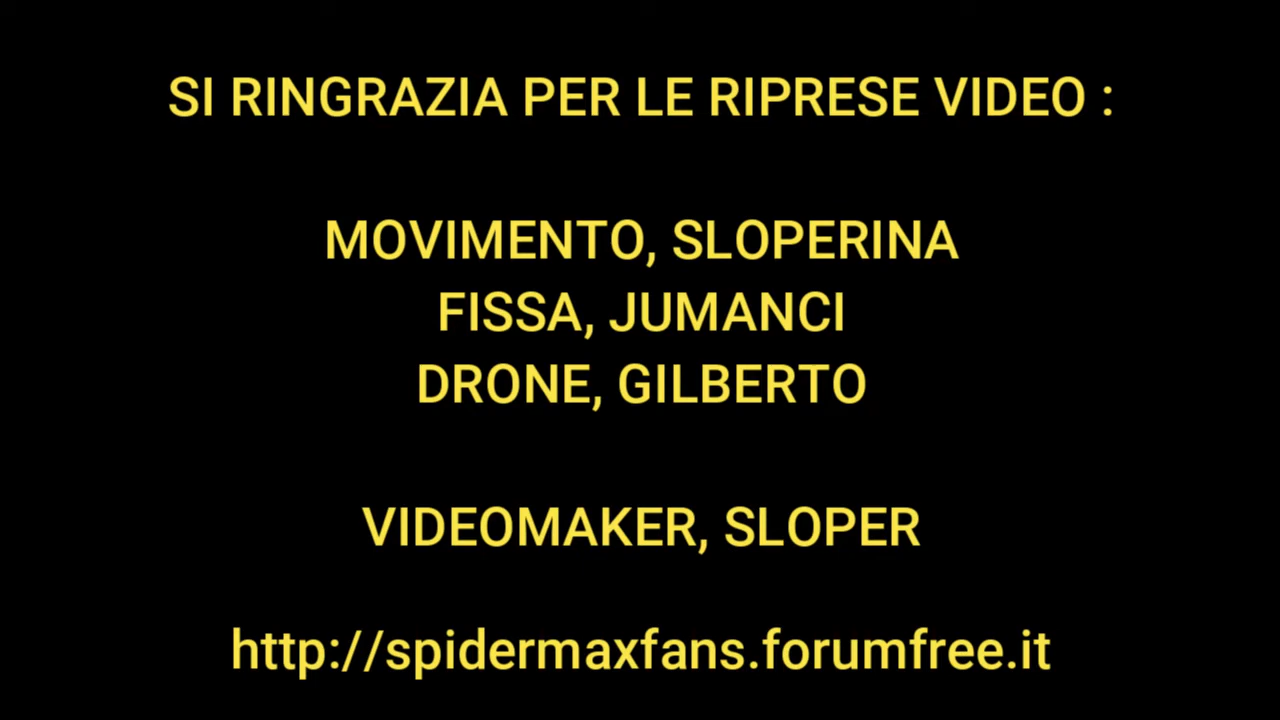 SI RINGRAZIA PER LE RIPRESE VIDEO :
MOVIMENTO, SLOPERINA
FISSA, JUMANCI
DRONE, GILBERTO
VIDEOMAKER, SLOPER
http://spidermaxfans.forumfree.it